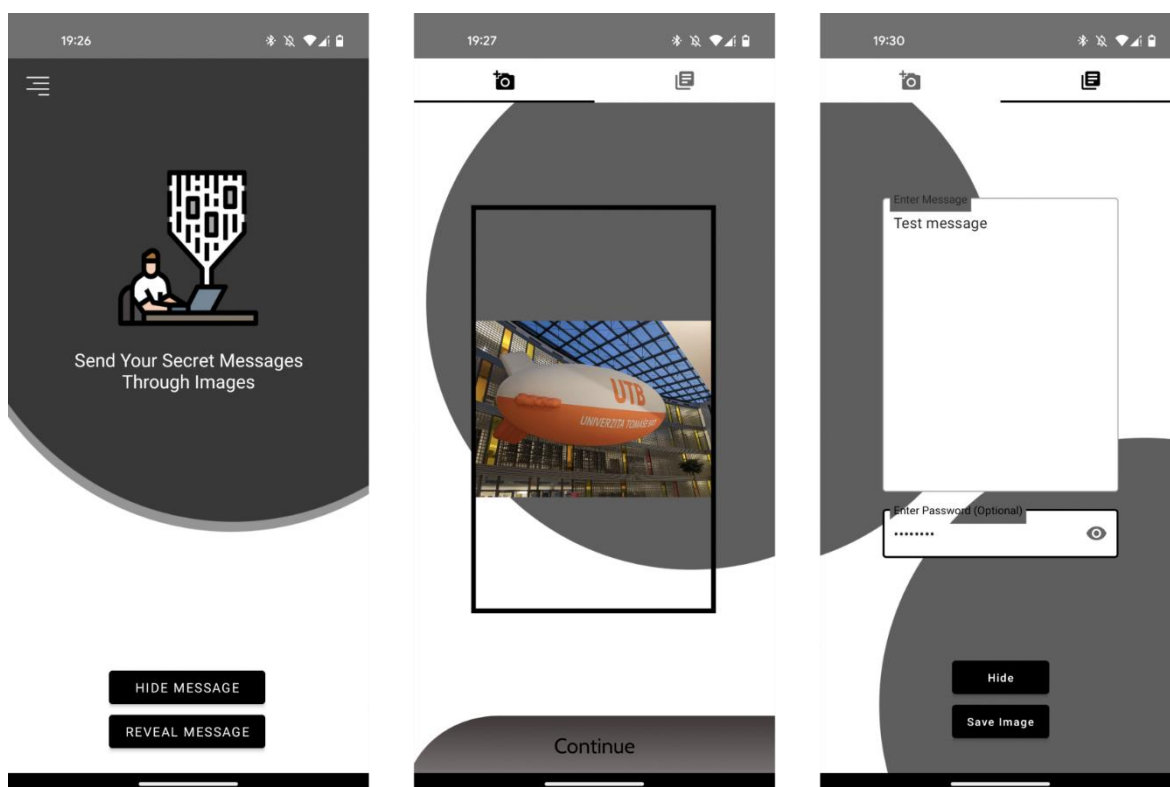 19:26
Send Your Secret Messages
Through Images
HIDE MESSAGE
REVEAL MESSAGE
19:27
UTB
UNIVERZITA TOMÁŠE BATI
Continue
19:30
Enter Message
Test message
Enter Password (Optional)
••••••••
Hide
Save Image